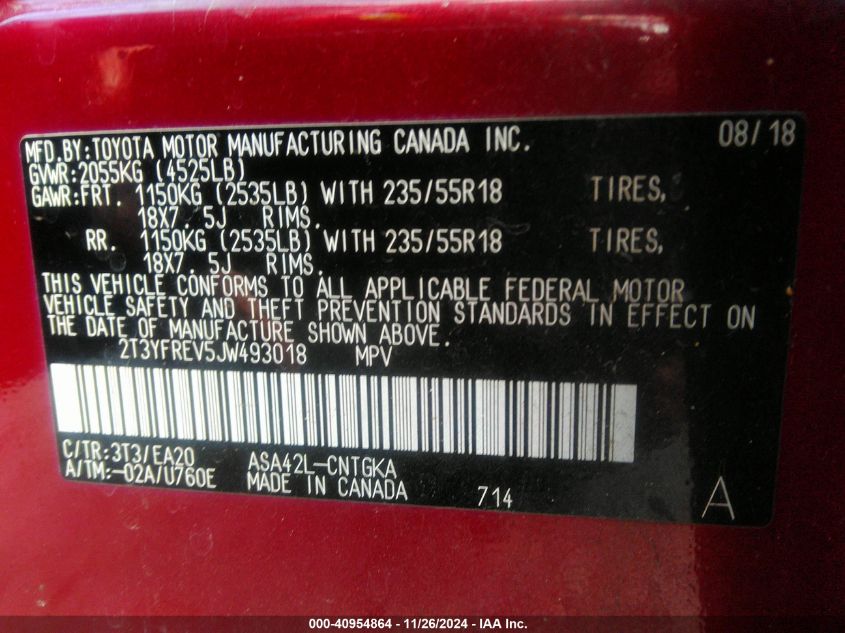 MFD.BY:TOYOTA MOTOR MANUFACTURING CANADA INC. 08/18
GVWR:2055KG (4525LB)
GAWR:FRT. 1150KG (2535LB) WITH 235/55R18 TIRES,
18X7.5J RIMS.
RR. 1150KG (2535LB) WITH 235/55R18 TIRES,
18X7.5J RIMS.
THIS VEHICLE CONFORMS TO ALL APPLICABLE FEDERAL MOTOR
VEHICLE SAFETY AND THEFT PREVENTION STANDARDS IN EFFECT ON
THE DATE OF MANUFACTURE SHOWN ABOVE.
2T3YFREV5JW493018 MPV
C/TR:3T3/EA20 ASA42L-CNTGKA
A/TM:-02A/U760E MADE IN CANADA 714 A
000-40954864 - 11/26/2024 - IAA Inc.